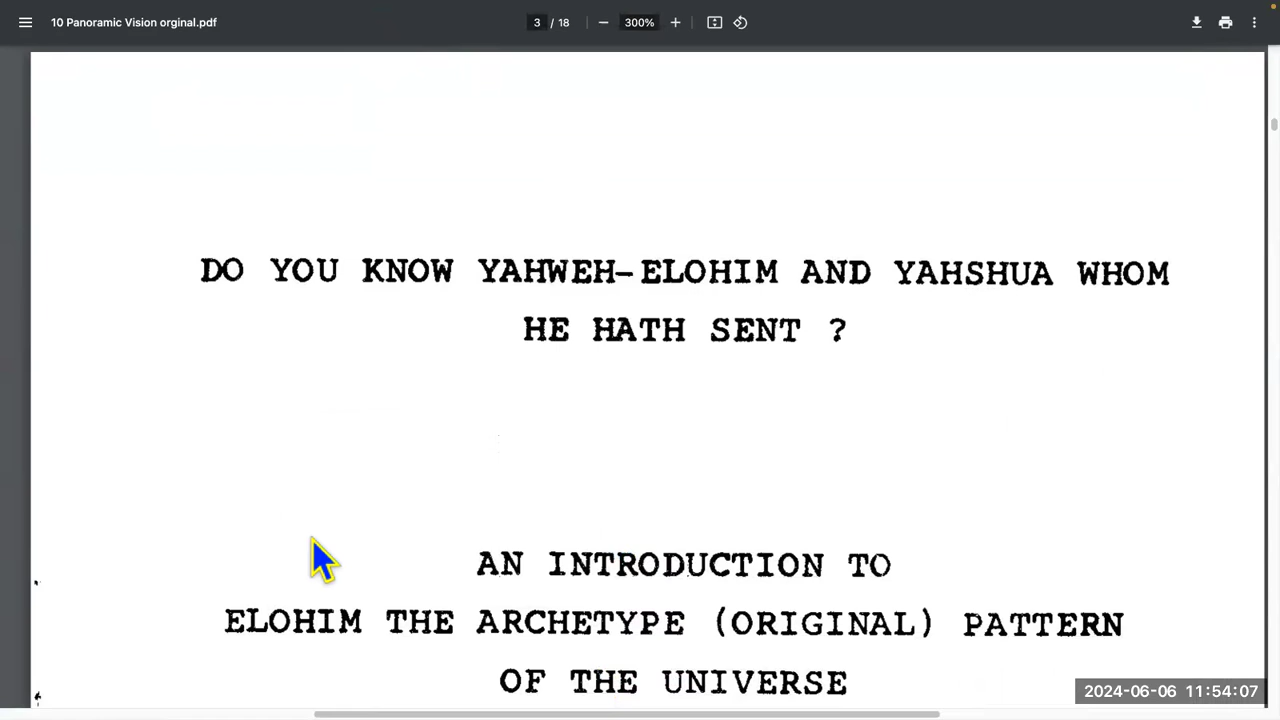 10 Panoramic Vision orginal.pdf
3 / 18
300%
DO YOU KNOW YAHWEH-ELOHIM AND YAHSHUA WHOM
HE HATH SENT ?
AN INTRODUCTION TO
ELOHIM THE ARCHETYPE (ORIGINAL) PATTERN
OF THE UNIVERSE
2024-06-06 11:54:07